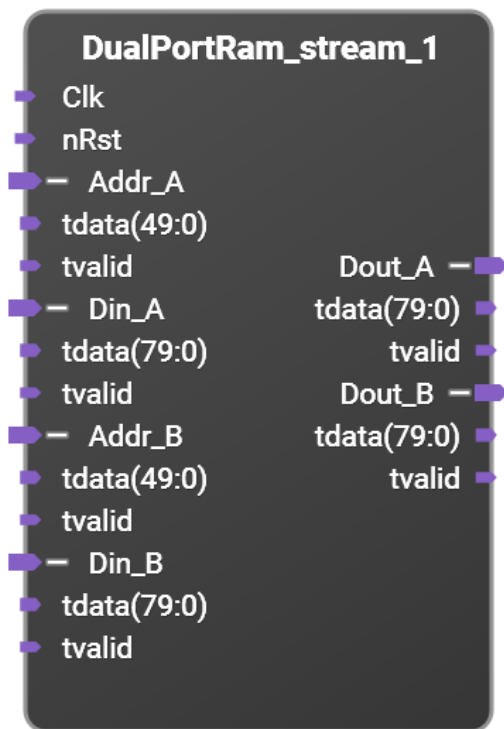 DualPortRam_stream_1
Clk
nRst
Addr_A
tdata(49:0)
tvalid
Din_A
tdata(79:0)
tvalid
Addr_B
tdata(49:0)
tvalid
Din_B
tdata(79:0)
tvalid
Dout_A
tdata(79:0)
tvalid
Dout_B
tdata(79:0)
tvalid